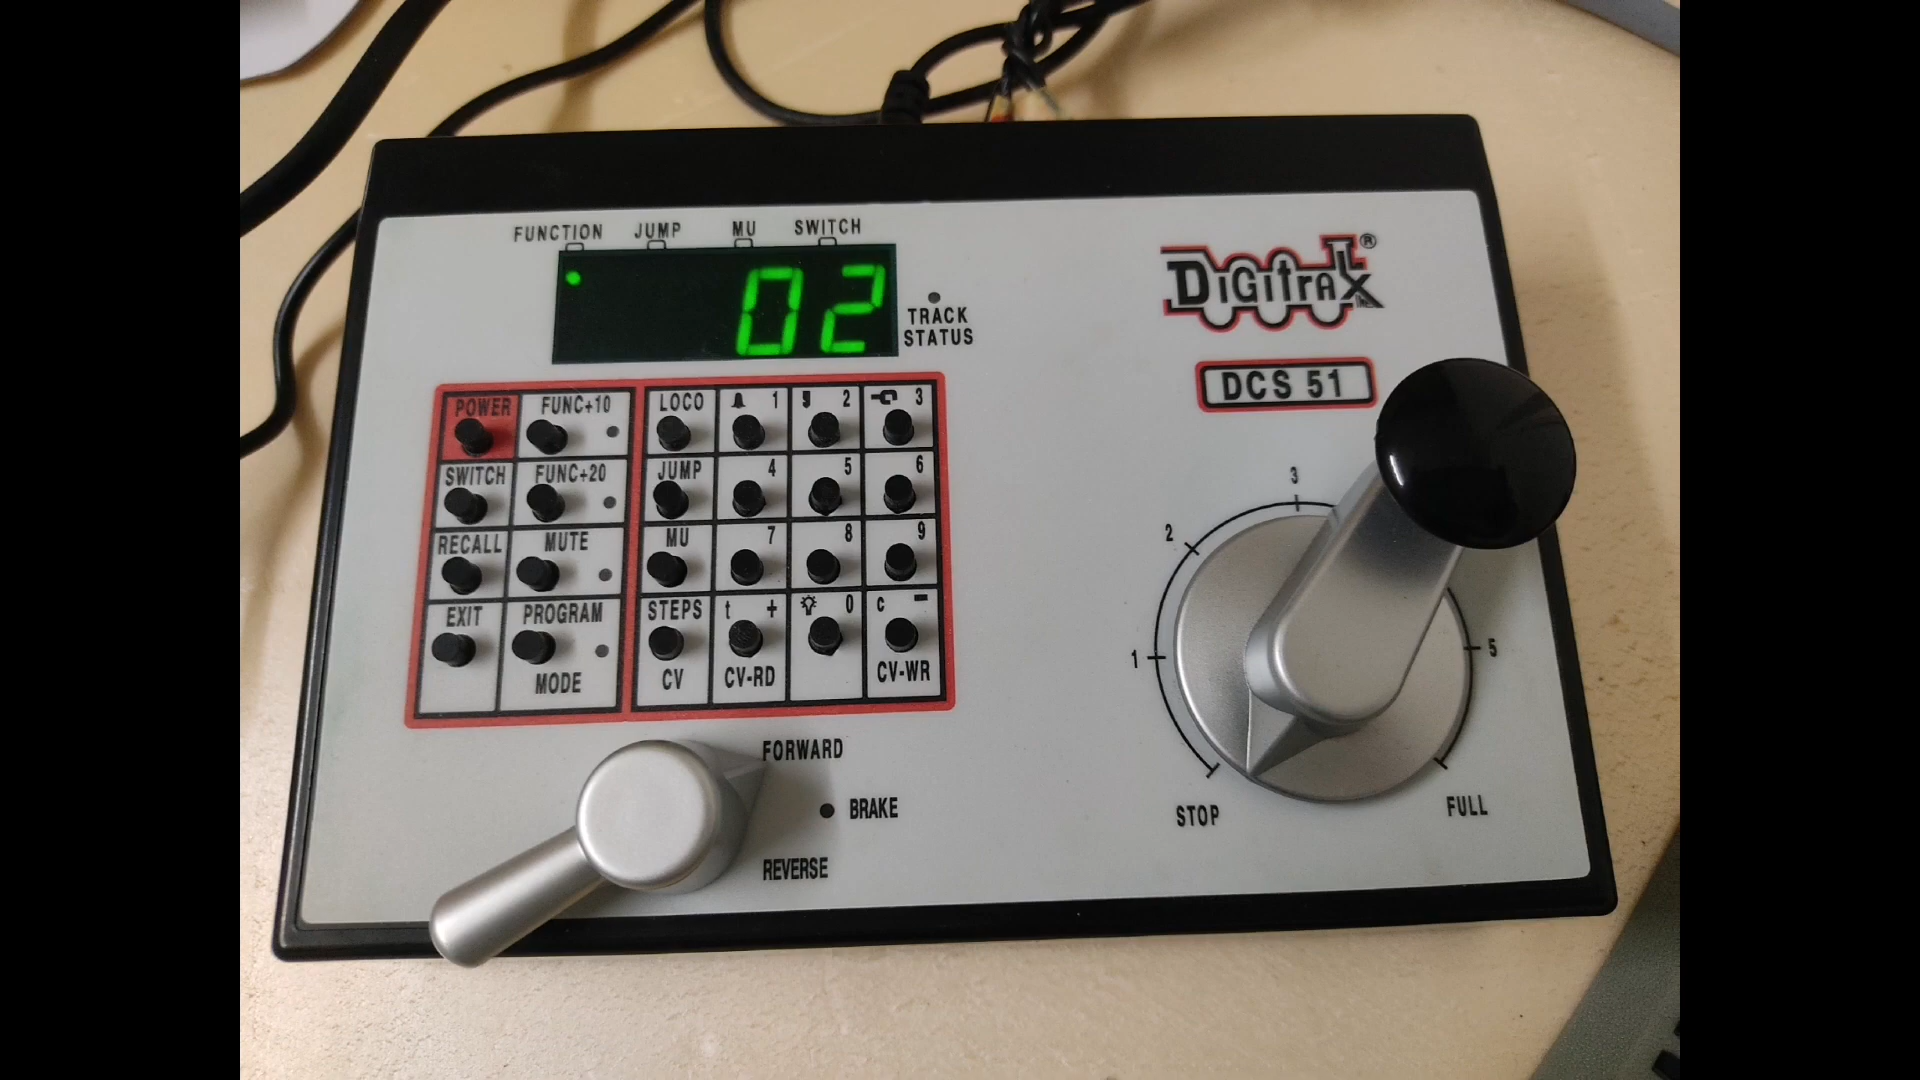 FUNCTION JUMP MU SWITCH
02
TRACK
STATUS
DIGITRAX ®
INC.
DCS 51
POWER FUNC+10 LOCO 1 2 3
SWITCH FUNC+20 JUMP 4 5 6
RECALL MUTE MU 7 8 9
EXIT PROGRAM STEPS t + 0 c -
MODE CV CV-RD CV-WR
FORWARD
BRAKE
REVERSE
1
2
3
5
STOP
FULL